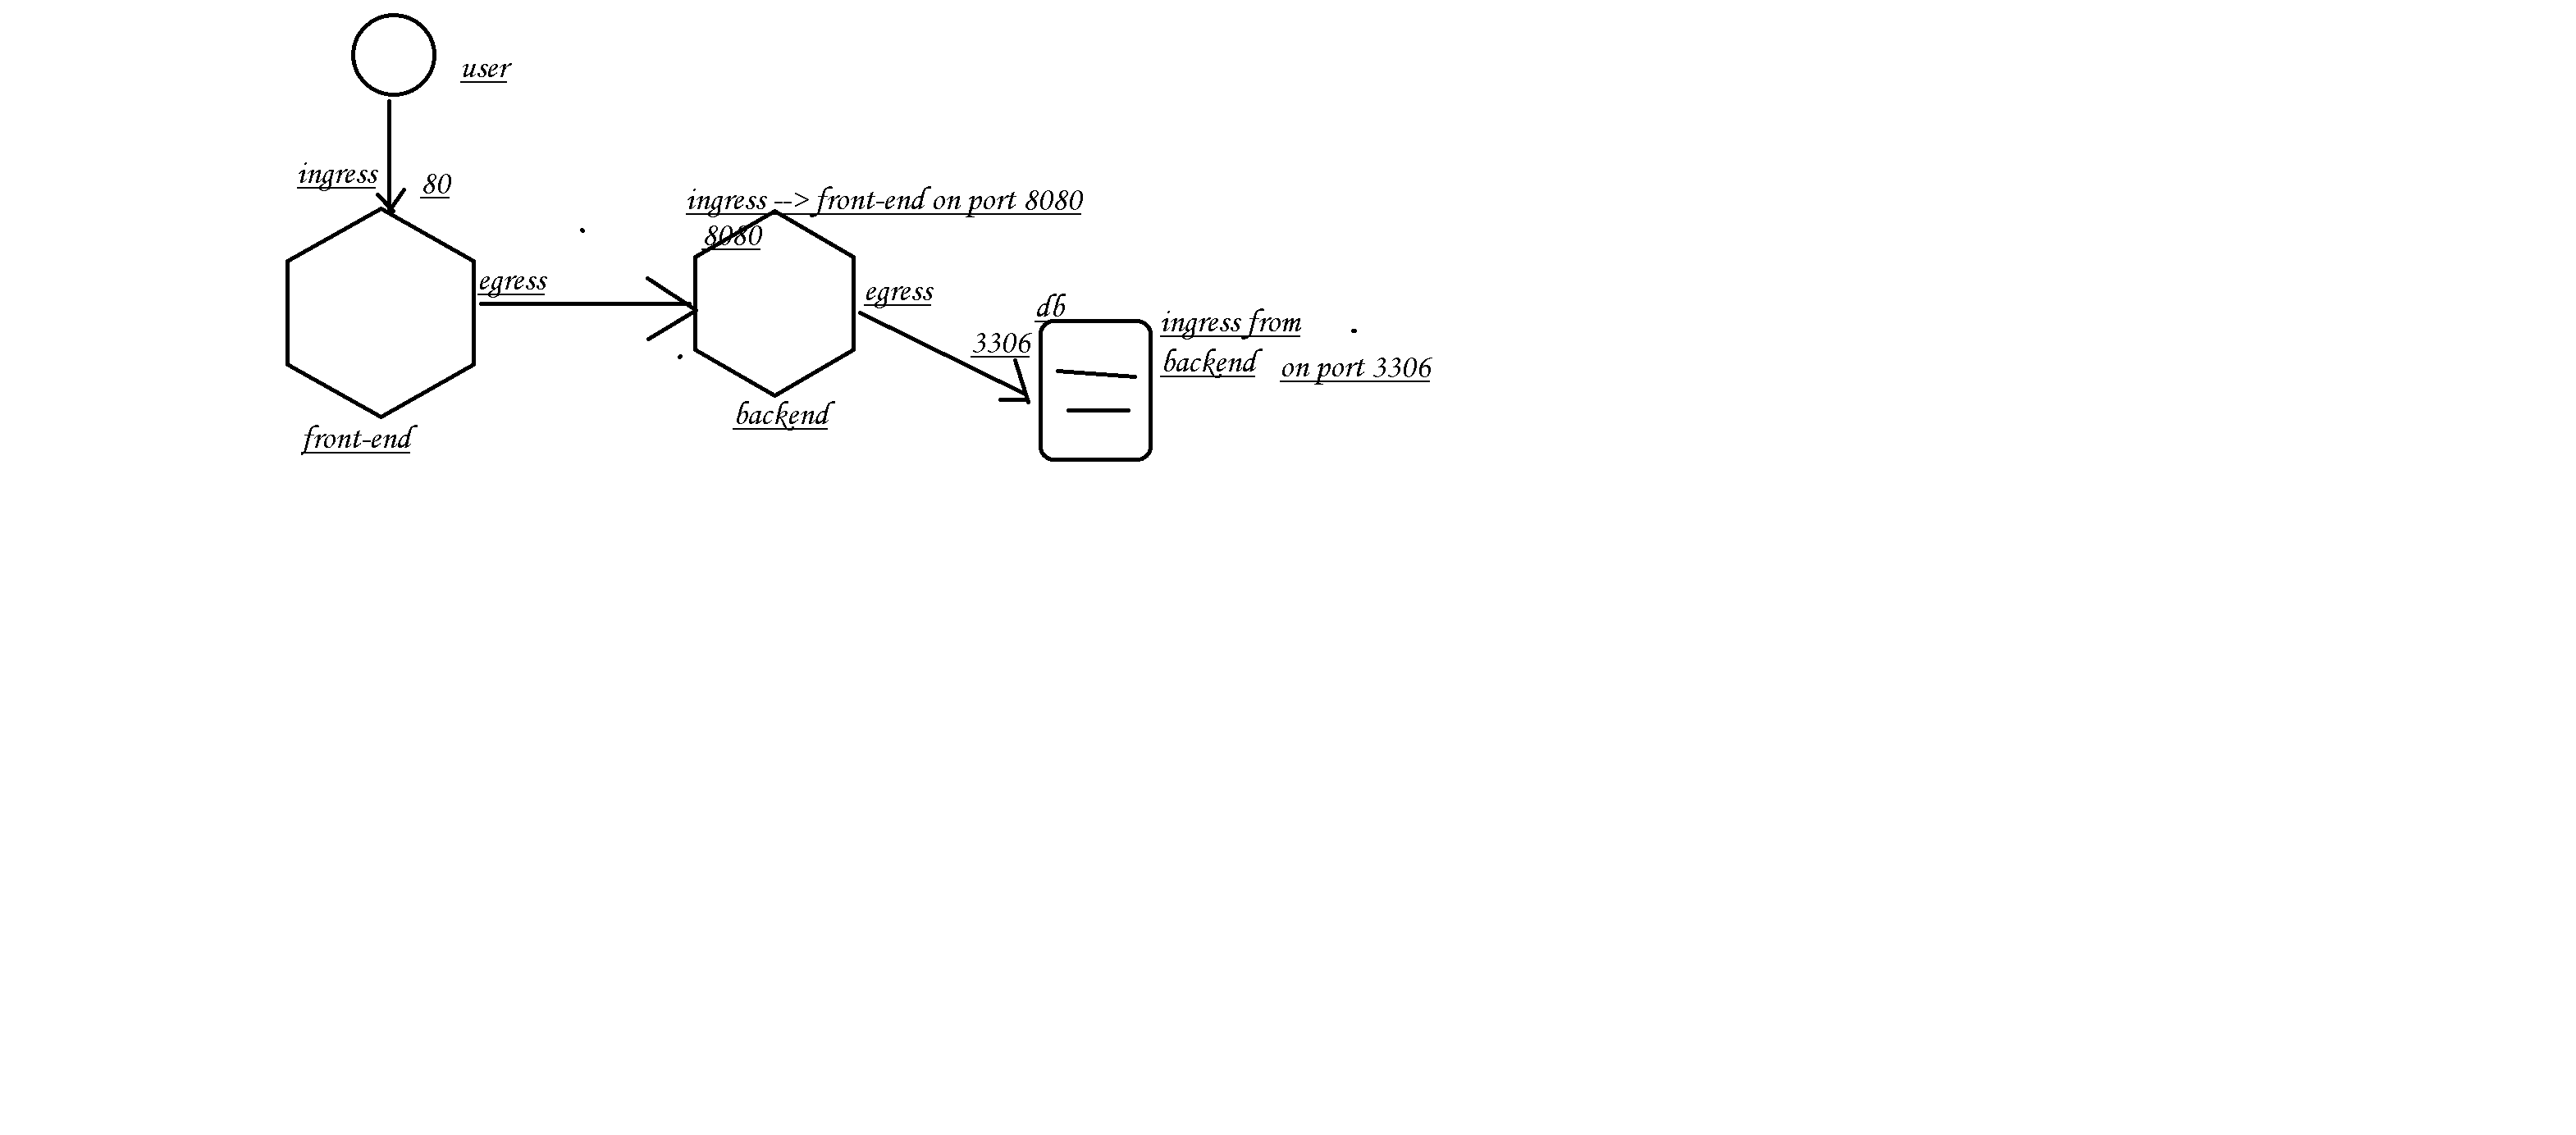 user
ingress
80
ingress --> front-end on port 8080
8080
egress
egress
db
3306
ingress from
backend on port 3306
backend
front-end